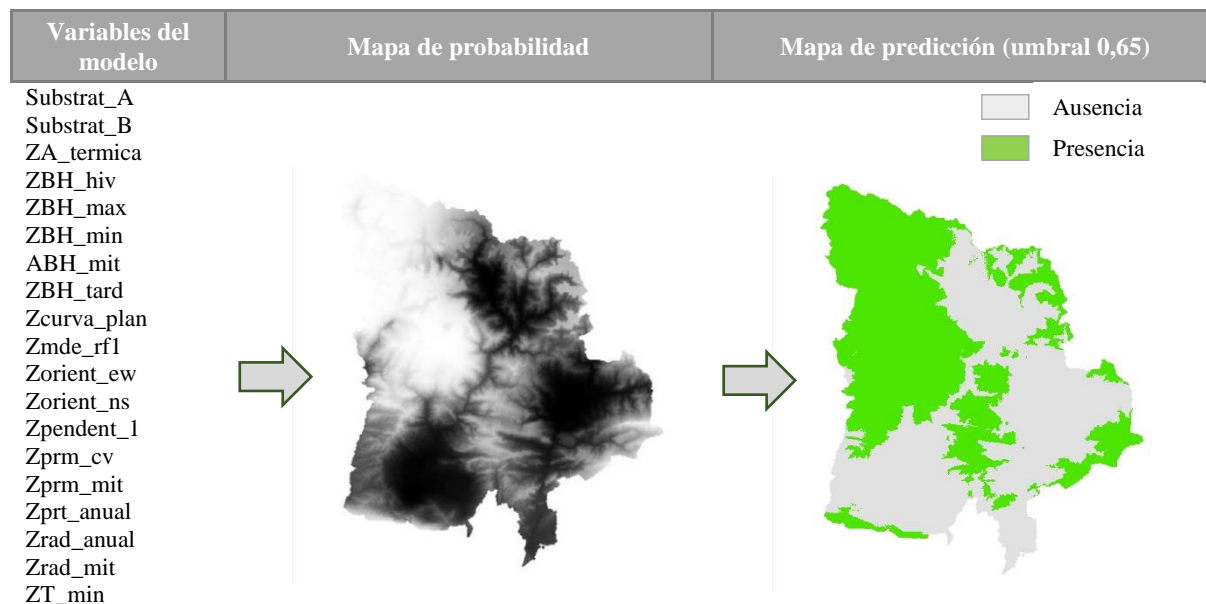 Variables del
modelo
Mapa de probabilidad
Mapa de predicción (umbral 0,65)
Substrat_A
Substrat_B
ZA_termica
ZBH_hiv
ZBH_max
ZBH_min
ABH_mit
ZBH_tard
Zcurva_plan
Zmde_rf1
Zorient_ew
Zorient_ns
Zpendent_1
Zprm_cv
Zprm_mit
Zprt_anual
Zrad_anual
Zrad_mit
ZT_min
Ausencia
Presencia